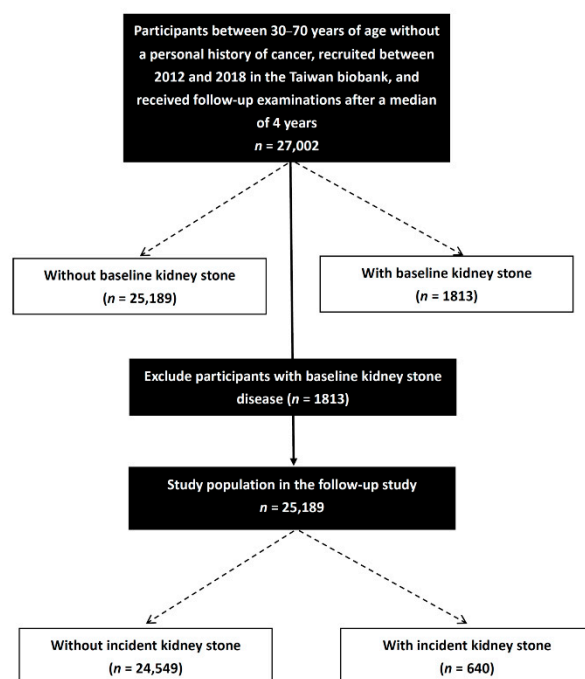 Participants between 30–70 years of age without
a personal history of cancer, recruited between
2012 and 2018 in the Taiwan biobank, and
received follow-up examinations after a median
of 4 years
n = 27,002
Without baseline kidney stone
(n = 25,189)
With baseline kidney stone
(n = 1813)
Exclude participants with baseline kidney stone
disease (n = 1813)
Study population in the follow-up study
n = 25,189
Without incident kidney stone
(n = 24,549)
With incident kidney stone
(n = 640)